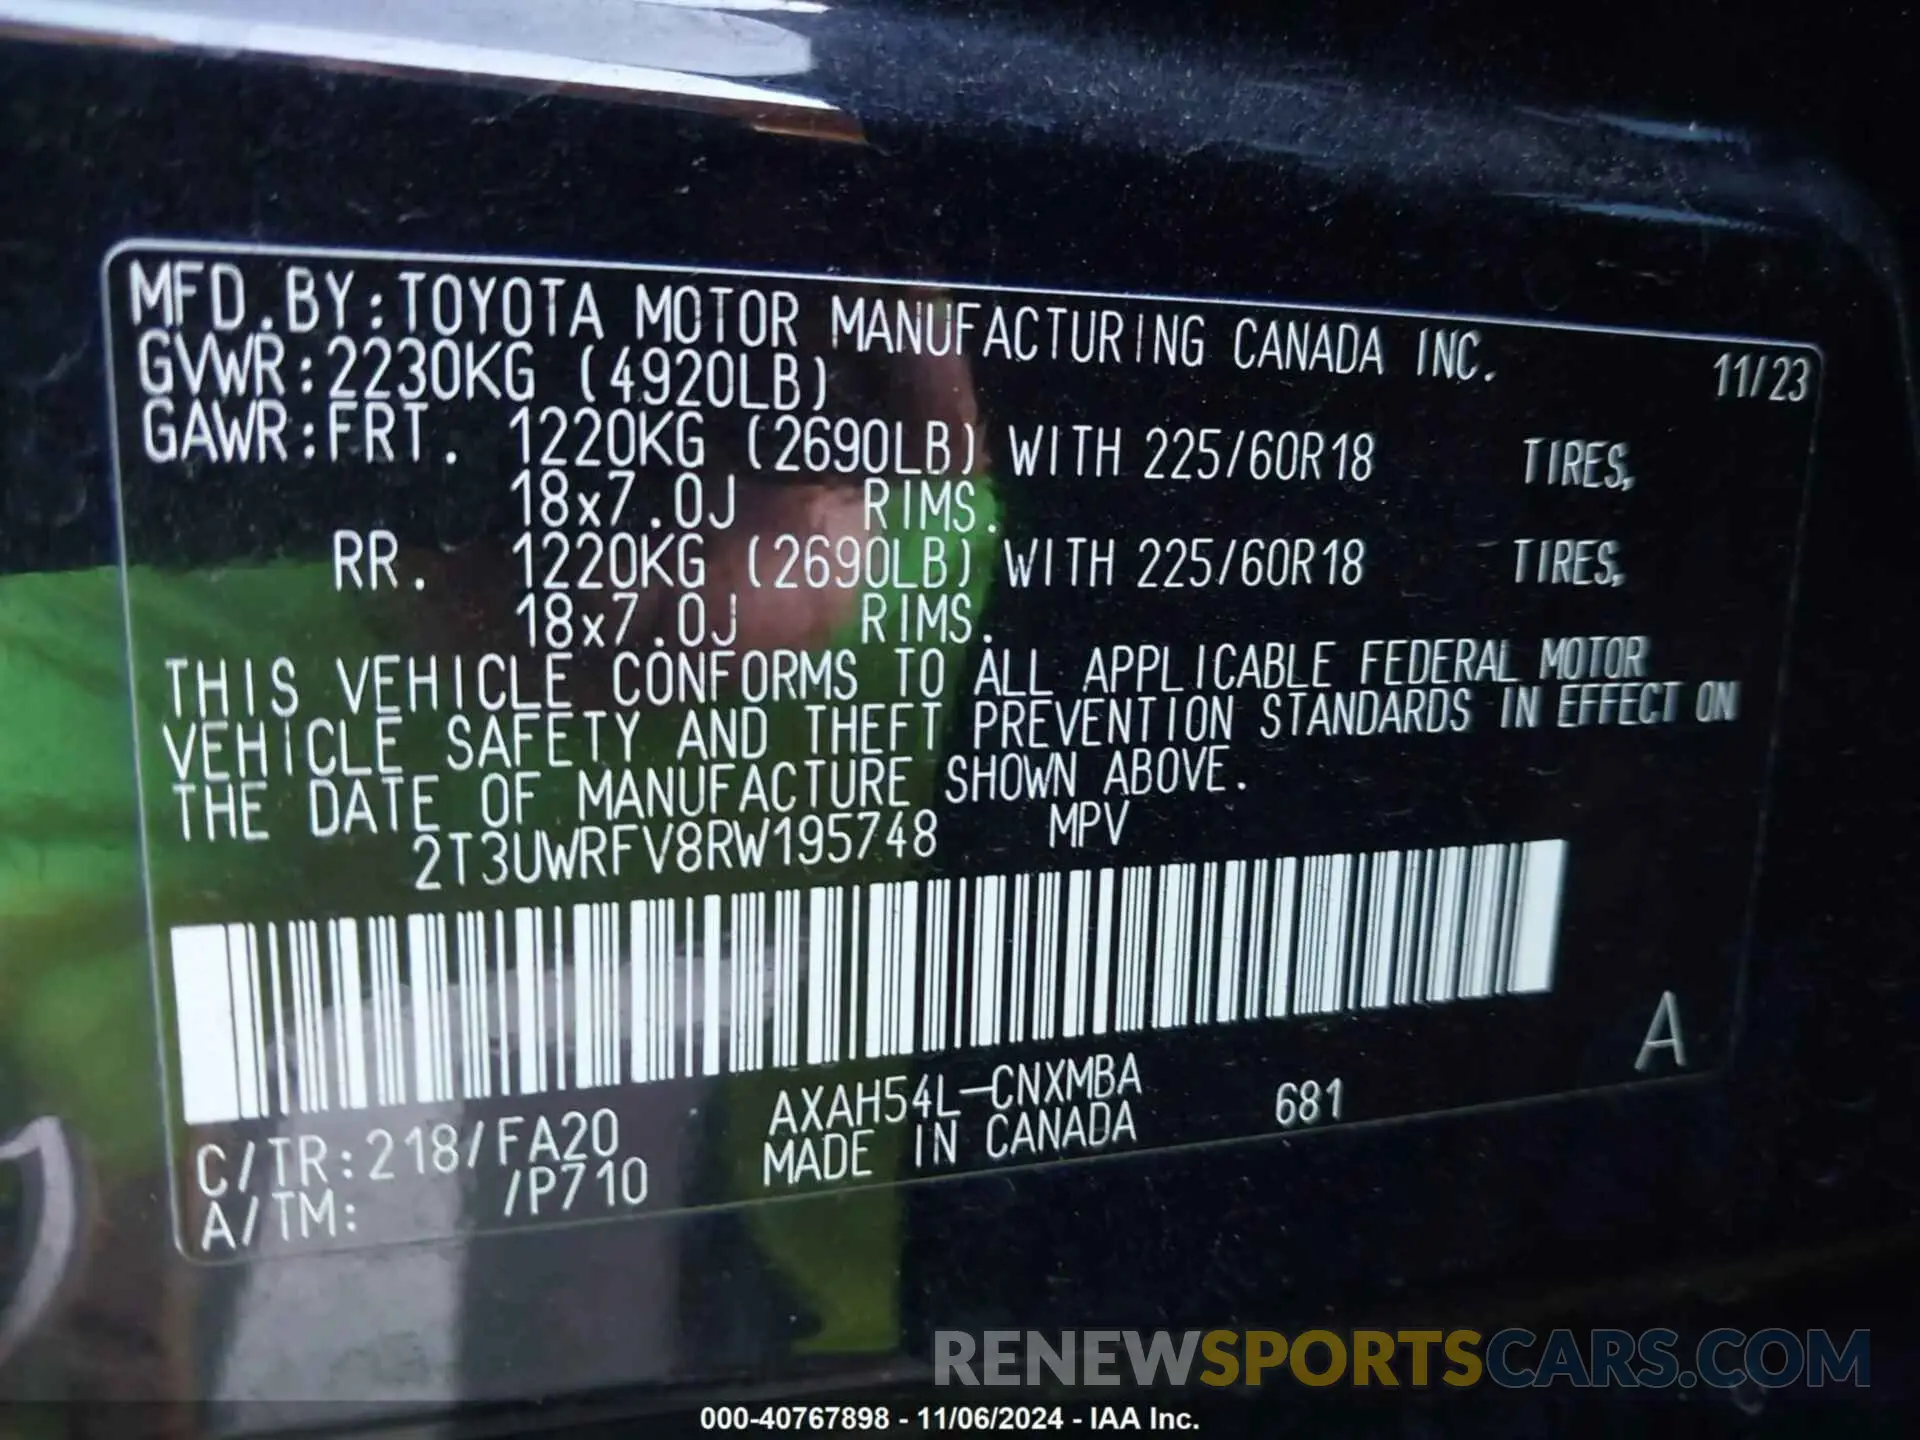 MFD.BY:TOYOTA MOTOR MANUFACTURING CANADA INC. 11/23
GVWR:2230KG (4920LB)
GAWR:FRT. 1220KG (2690LB) WITH 225/60R18 TIRES,
18x7.0J RIMS.
RR. 1220KG (2690LB) WITH 225/60R18 TIRES,
18x7.0J RIMS.
THIS VEHICLE CONFORMS TO ALL APPLICABLE FEDERAL MOTOR
VEHICLE SAFETY AND THEFT PREVENTION STANDARDS IN EFFECT ON
THE DATE OF MANUFACTURE SHOWN ABOVE.
2T3UWRFV8RW195748 MPV
A
C/TR:218/FA20 AXAH54L-CNXMBA 681
A/TM: /P710 MADE IN CANADA
RENEWSPORTSCARS.COM
000-40767898 - 11/06/2024 - IAA Inc.